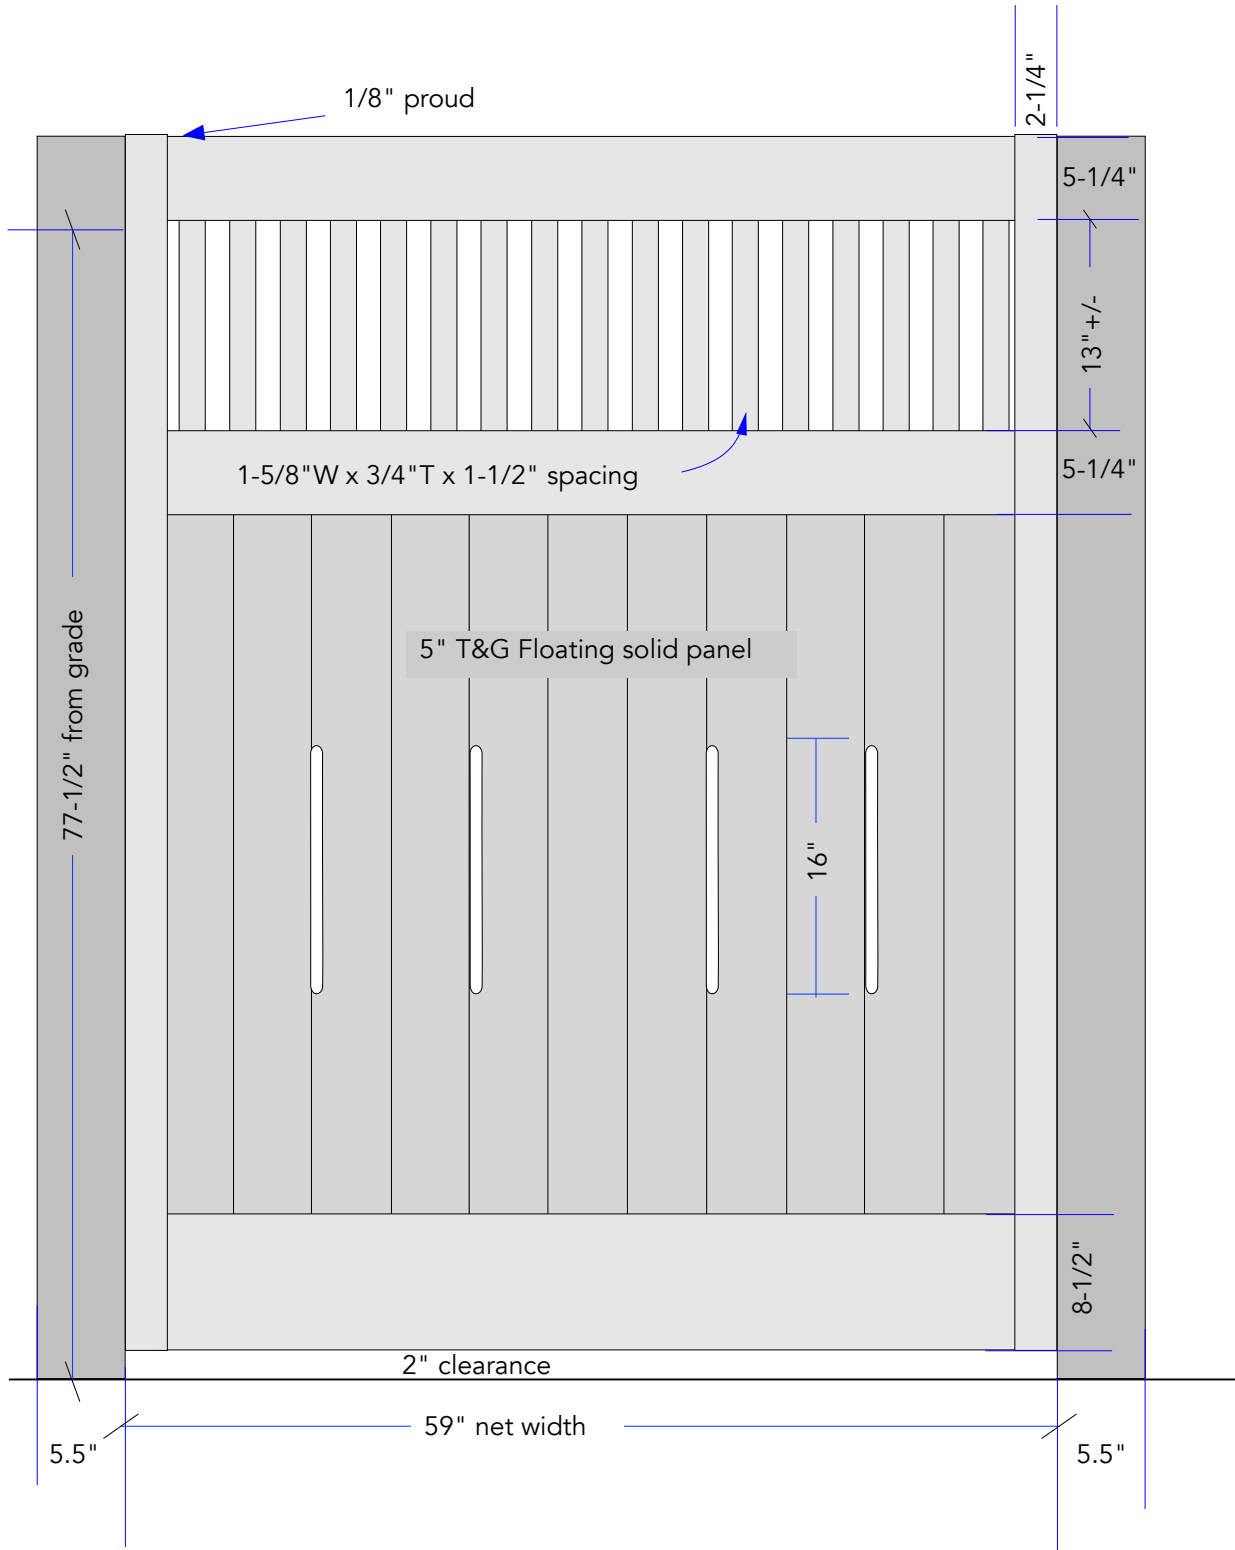 2-1/4"
1/8" proud
5-1/4"
13"+/-
5-1/4"
1-5/8"W x 3/4"T x 1-1/2" spacing
77-1/2" from grade
5" T&G Floating solid panel
16"
8-1/2"
2" clearance
59" net width
5.5"
5.5"